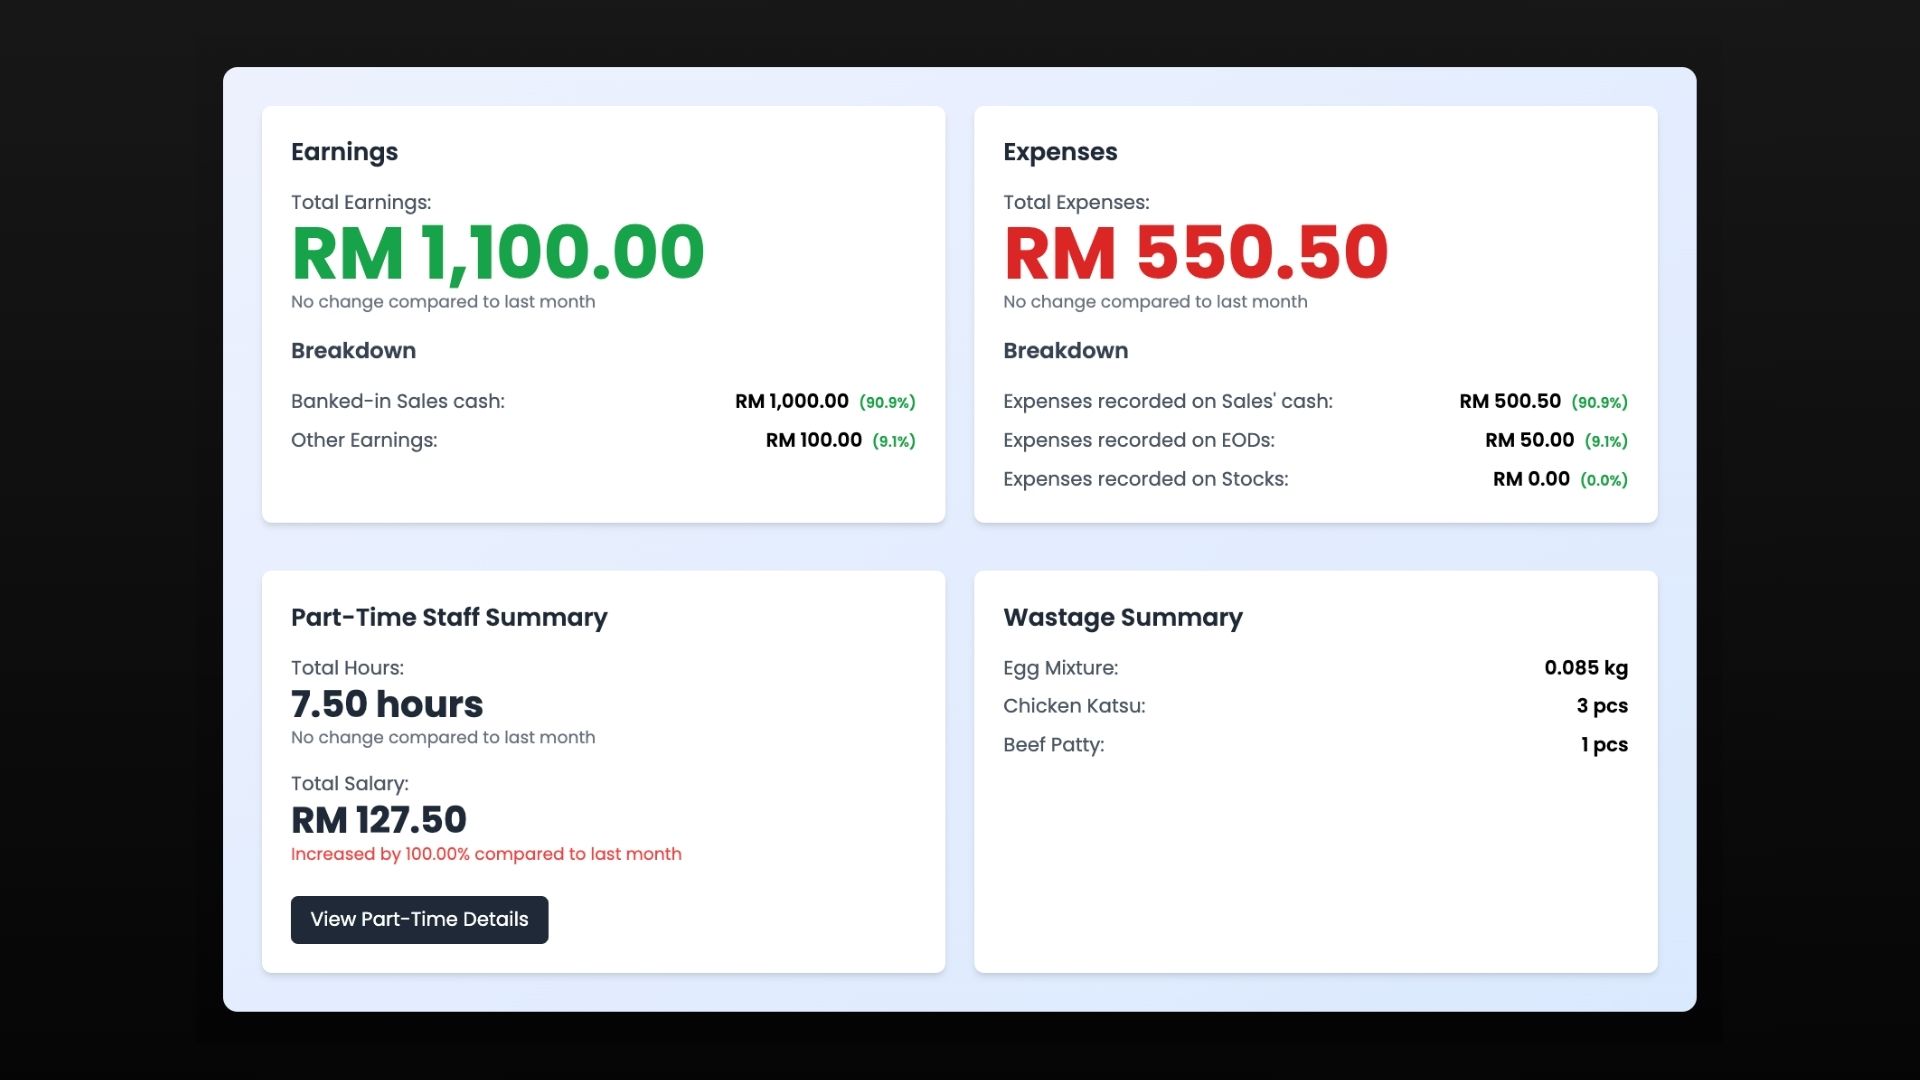 Earnings
Total Earnings:
RM 1,100.00
No change compared to last month
Breakdown
Banked-in Sales cash: RM 1,000.00 (90.9%)
Other Earnings: RM 100.00 (9.1%)
Expenses
Total Expenses:
RM 550.50
No change compared to last month
Breakdown
Expenses recorded on Sales' cash: RM 500.50 (90.9%)
Expenses recorded on EODs: RM 50.00 (9.1%)
Expenses recorded on Stocks: RM 0.00 (0.0%)
Part-Time Staff Summary
Total Hours:
7.50 hours
No change compared to last month
Total Salary:
RM 127.50
Increased by 100.00% compared to last month
View Part-Time Details
Wastage Summary
Egg Mixture: 0.085 kg
Chicken Katsu: 3 pcs
Beef Patty: 1 pcs